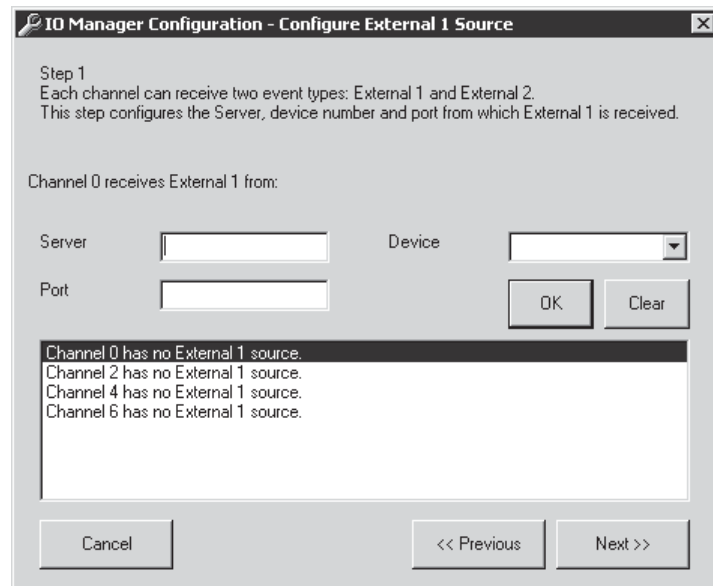 IO Manager Configuration - Configure External 1 Source
Step 1
Each channel can receive two event types: External 1 and External 2.
This step configures the Server, device number and port from which External 1 is received.
Channel 0 receives External 1 from:
Server
Device
Port
OK
Clear
Channel 0 has no External 1 source.
Channel 2 has no External 1 source.
Channel 4 has no External 1 source.
Channel 6 has no External 1 source.
Cancel
<< Previous
Next >>